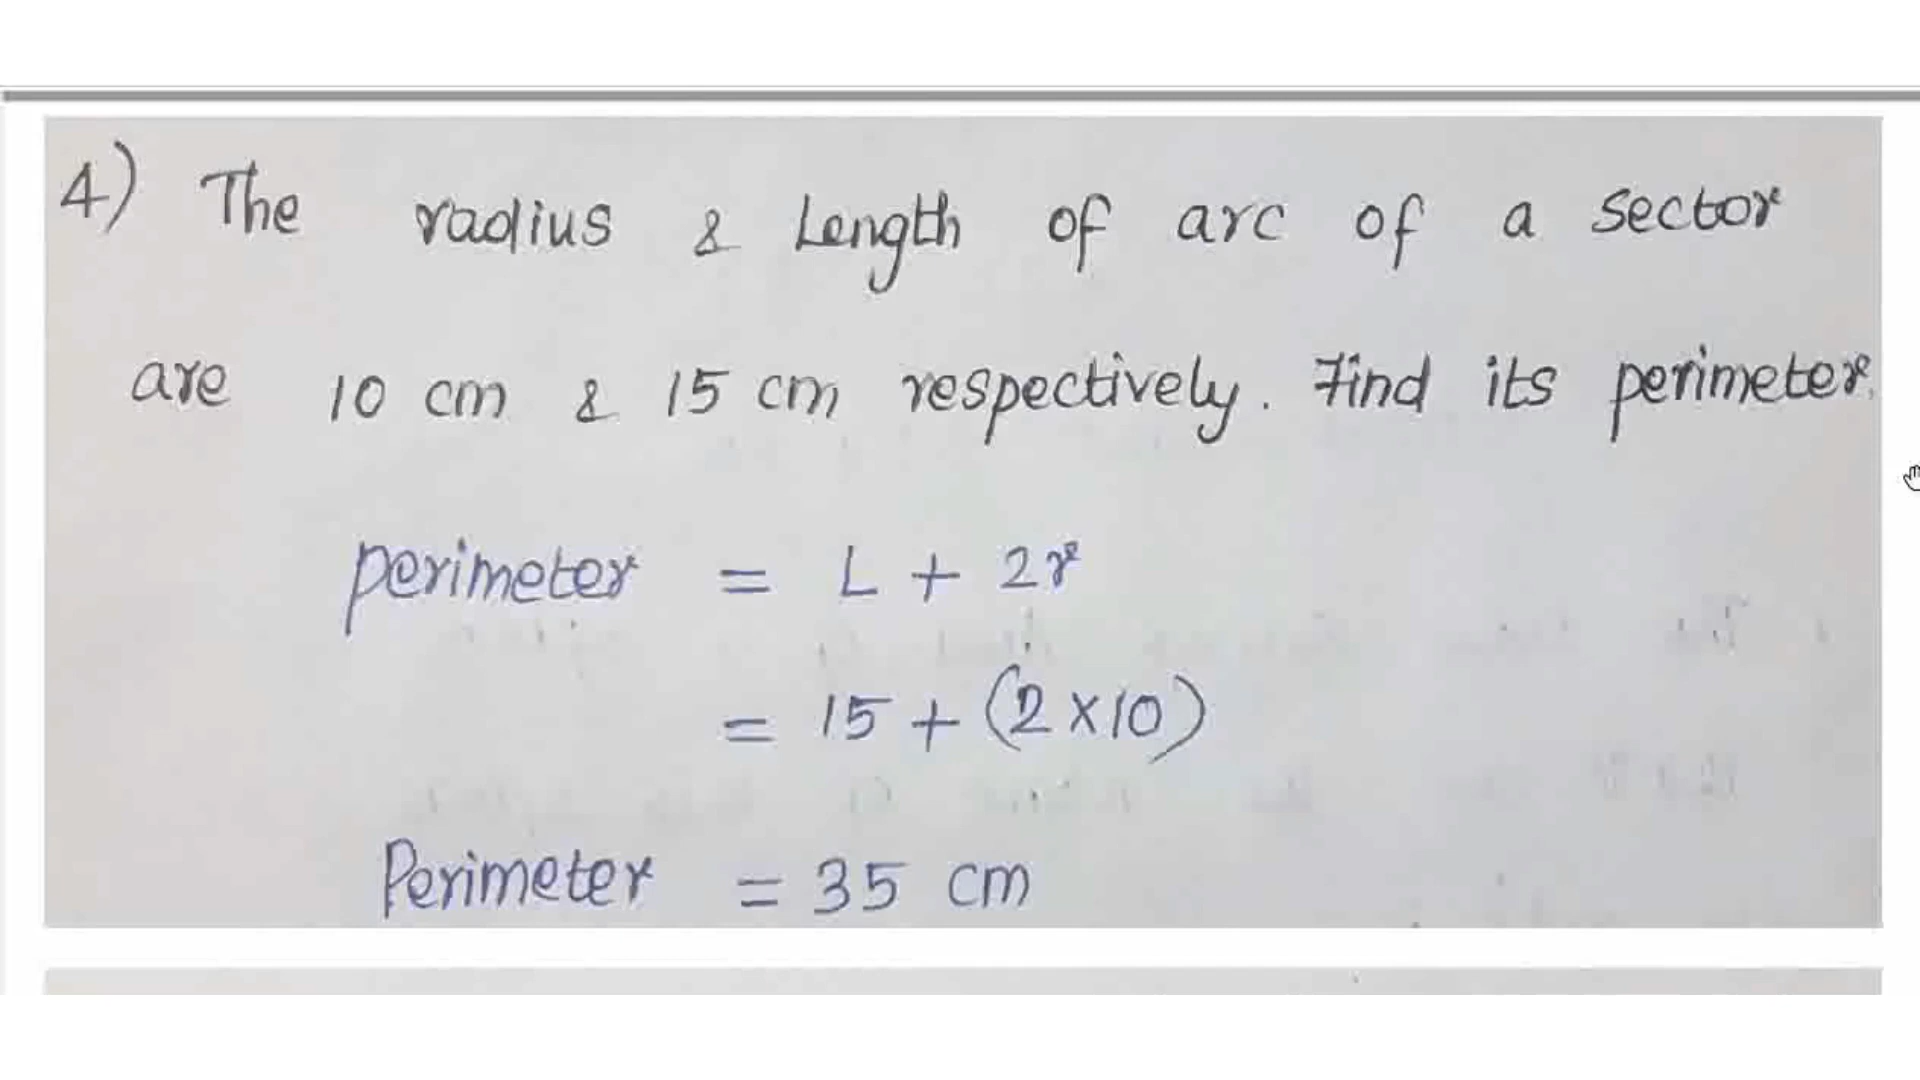 4) The radius & Length of arc of a sector
are 10 cm & 15 cm respectively. Find its perimeter.
perimeter = L + 2r
= 15 + (2 × 10)
Perimeter = 35 cm